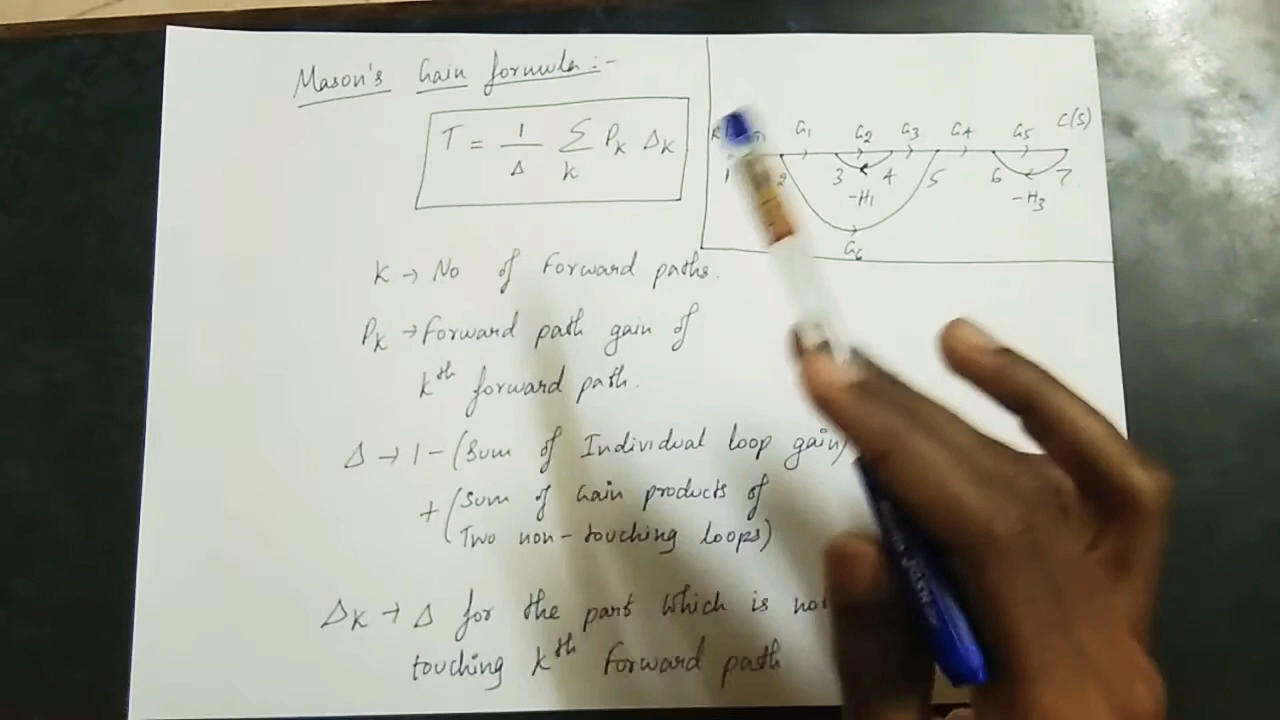 Mason's Gain formula :-
T = 1/Δ Σ_K P_K Δ_K
K → No of Forward paths.
P_K → Forward path gain of
K^th forward path.
Δ → 1 - (Sum of Individual loop gain)
+ (Sum of Gain products of
Two non-touching loops)
Δ_K → Δ for the part which is not
touching K^th Forward path
G1 G2 G3 G4 G5 C(S)
1 2 3 4 5 6 7
-H1 -H3
G6